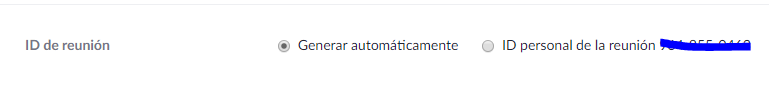 ID de reunión Generar automáticamente ID personal de la reunión